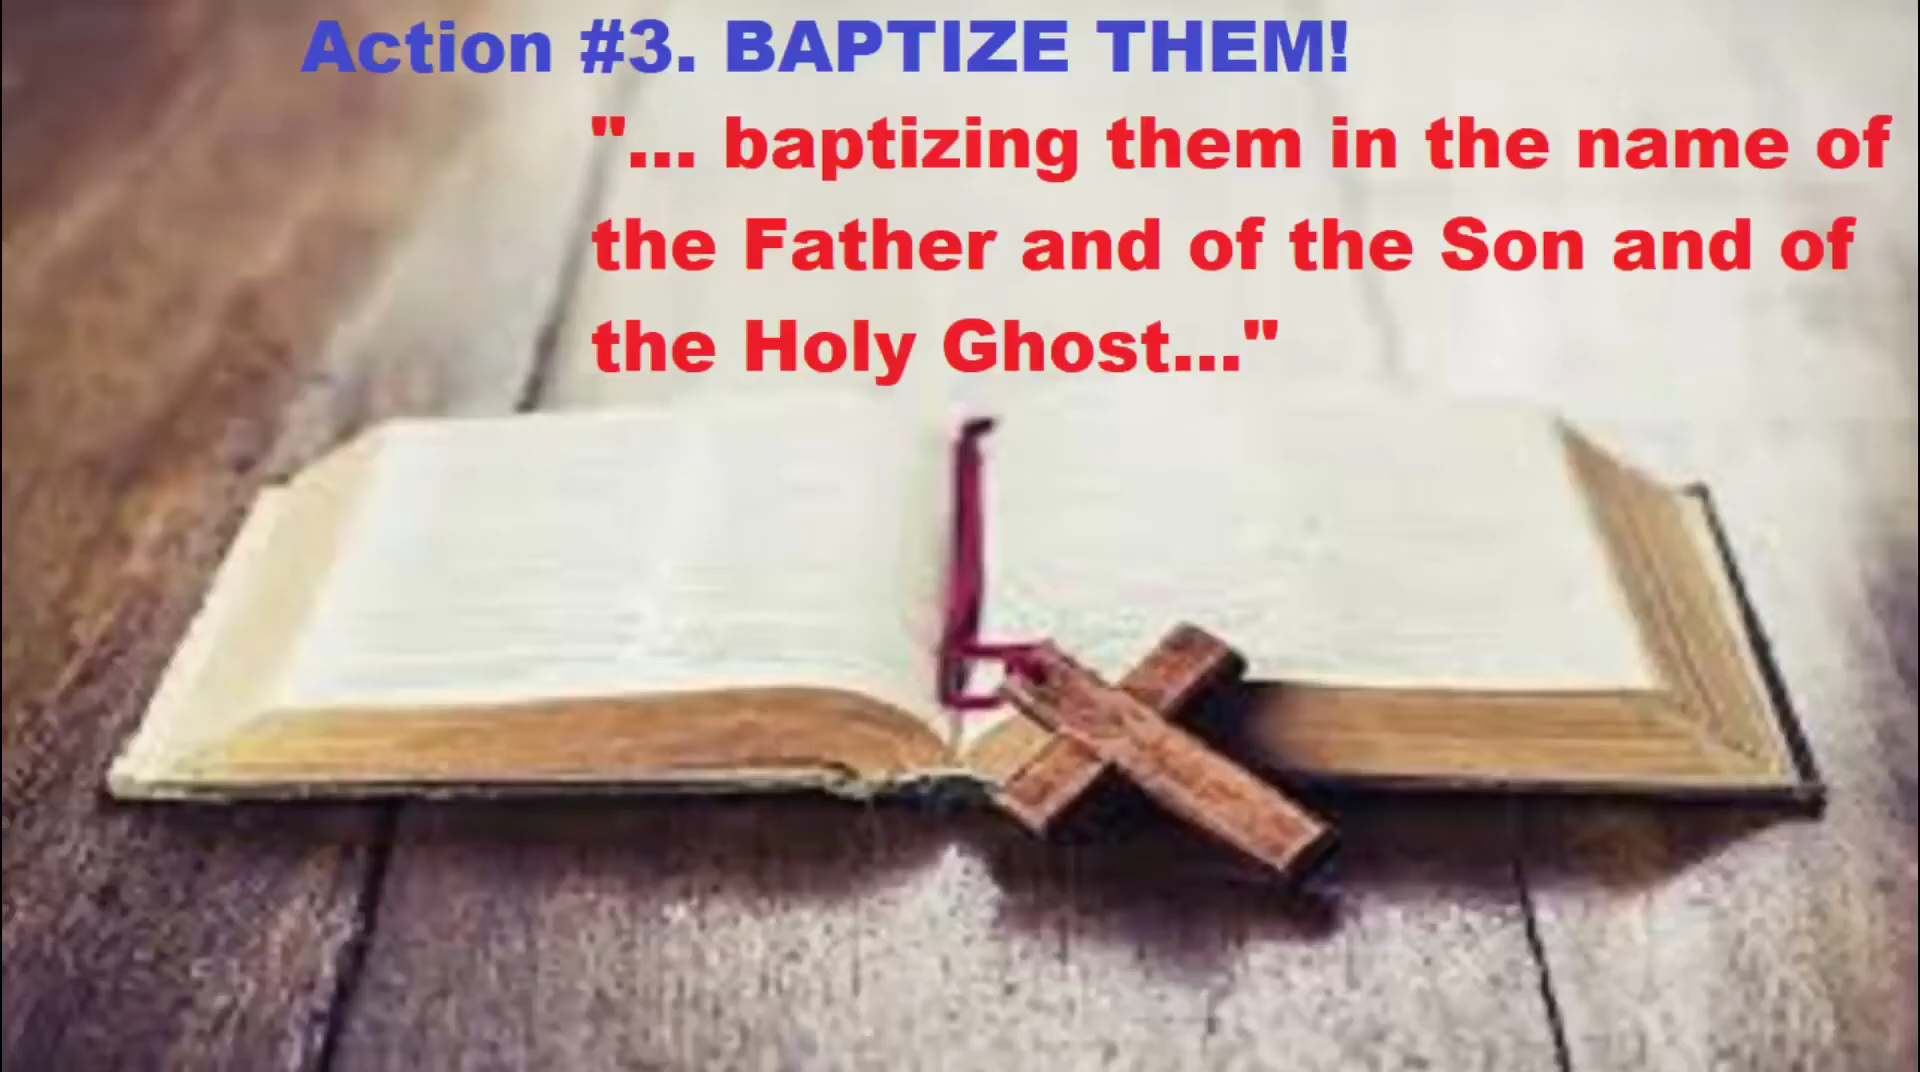 Action #3. BAPTIZE THEM!
"... baptizing them in the name of
the Father and of the Son and of
the Holy Ghost..."